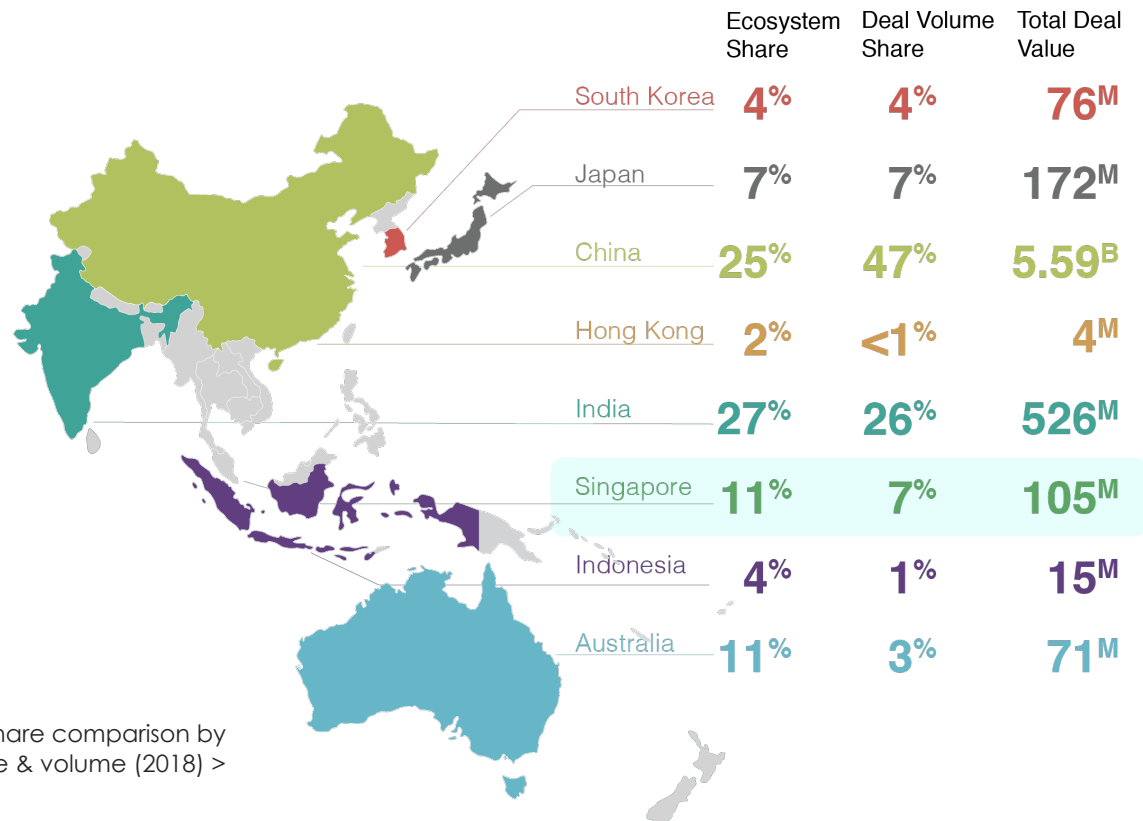 Ecosystem Share
Deal Volume Share
Total Deal Value
South Korea 4% 4% 76M
Japan 7% 7% 172M
China 25% 47% 5.59B
Hong Kong 2% <1% 4M
India 27% 26% 526M
Singapore 11% 7% 105M
Indonesia 4% 1% 15M
Australia 11% 3% 71M
comparison by
& volume (2018) >